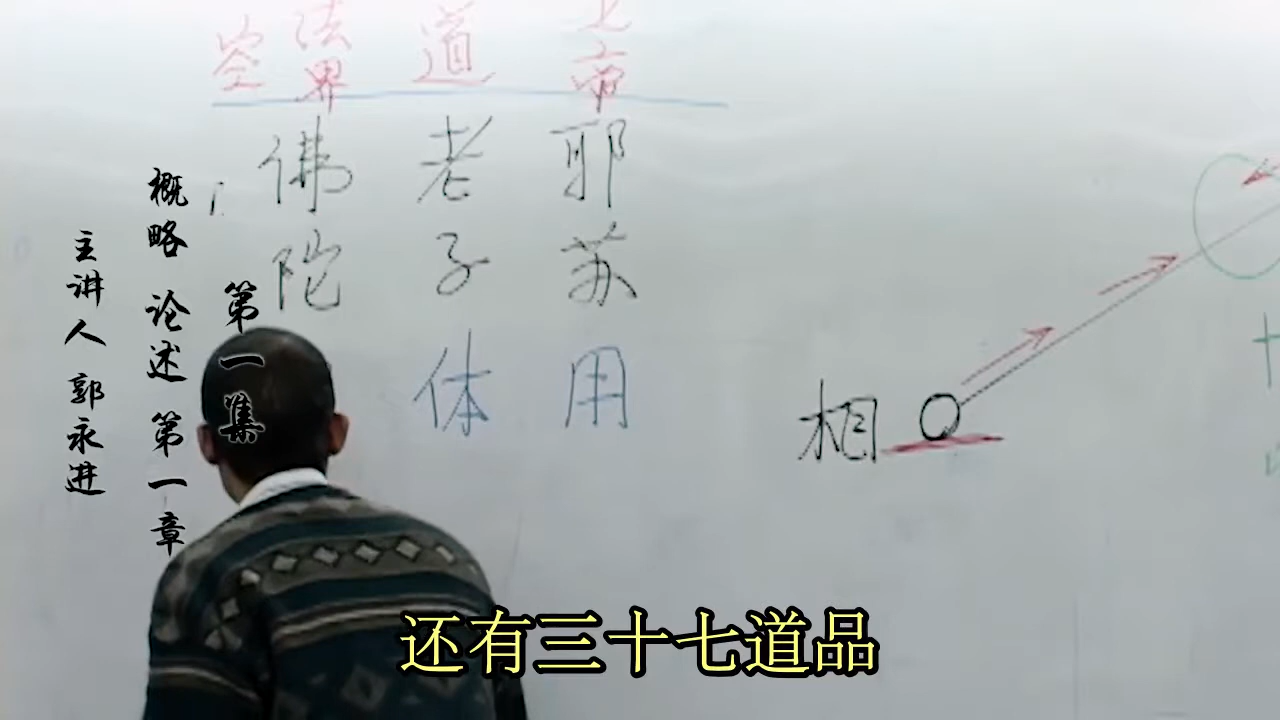 空 法界 道 上帝
佛陀 老子 耶苏
体 用
相
第一集
概略 论述 第一章
主讲人 郭永进
还有三十七道品